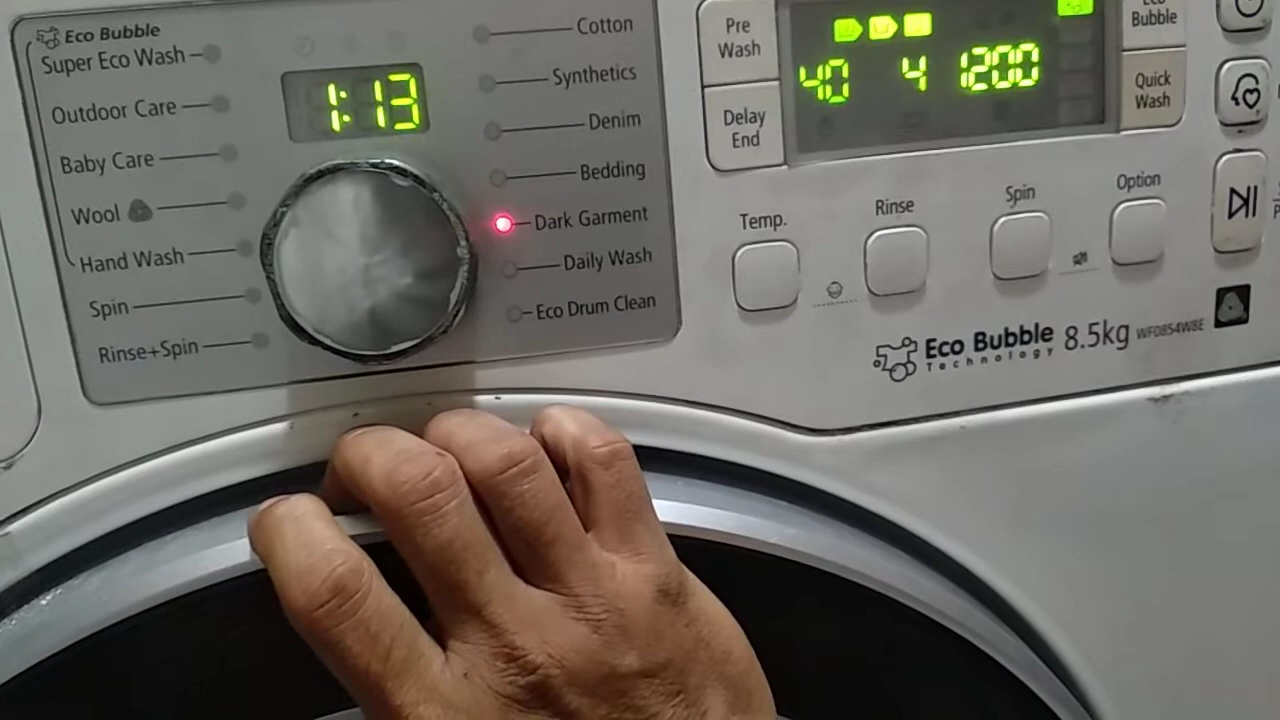 Eco Bubble
Super Eco Wash
Outdoor Care
Baby Care
Wool
Hand Wash
Spin
Rinse+Spin
1:13
Cotton
Synthetics
Denim
Bedding
Dark Garment
Daily Wash
Eco Drum Clean
Pre
Wash
Delay
End
40 4 1200
Eco
Bubble
Quick
Wash
Temp.
Rinse
Spin
Option
Eco Bubble
Technology
8.5kg
WF0854W8E